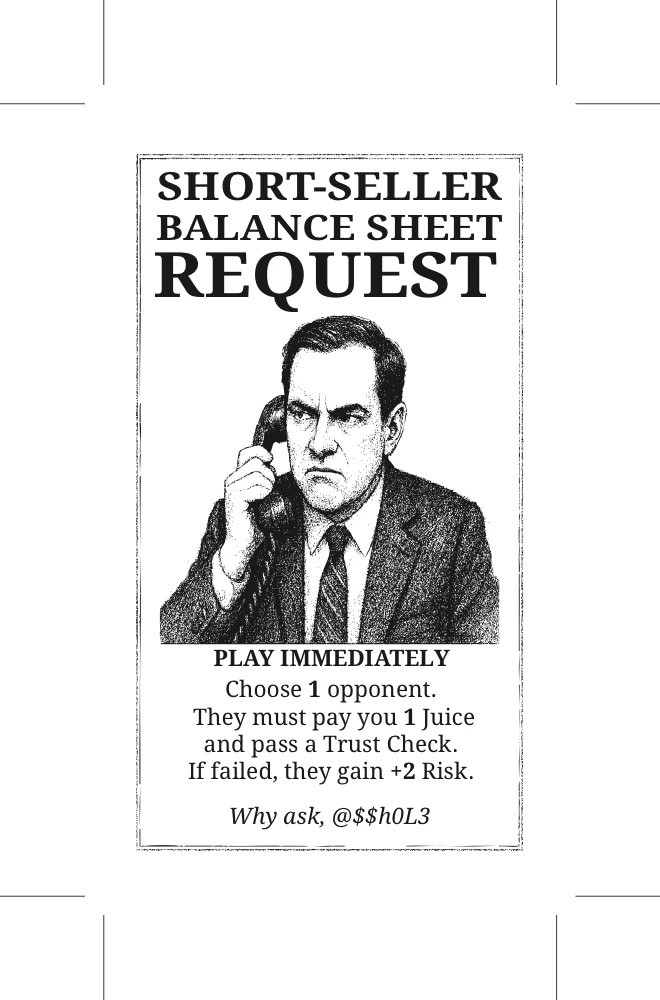 SHORT-SELLER
BALANCE SHEET
REQUEST
PLAY IMMEDIATELY
Choose 1 opponent.
They must pay you 1 Juice
and pass a Trust Check.
If failed, they gain +2 Risk.
Why ask, @$$h0L3